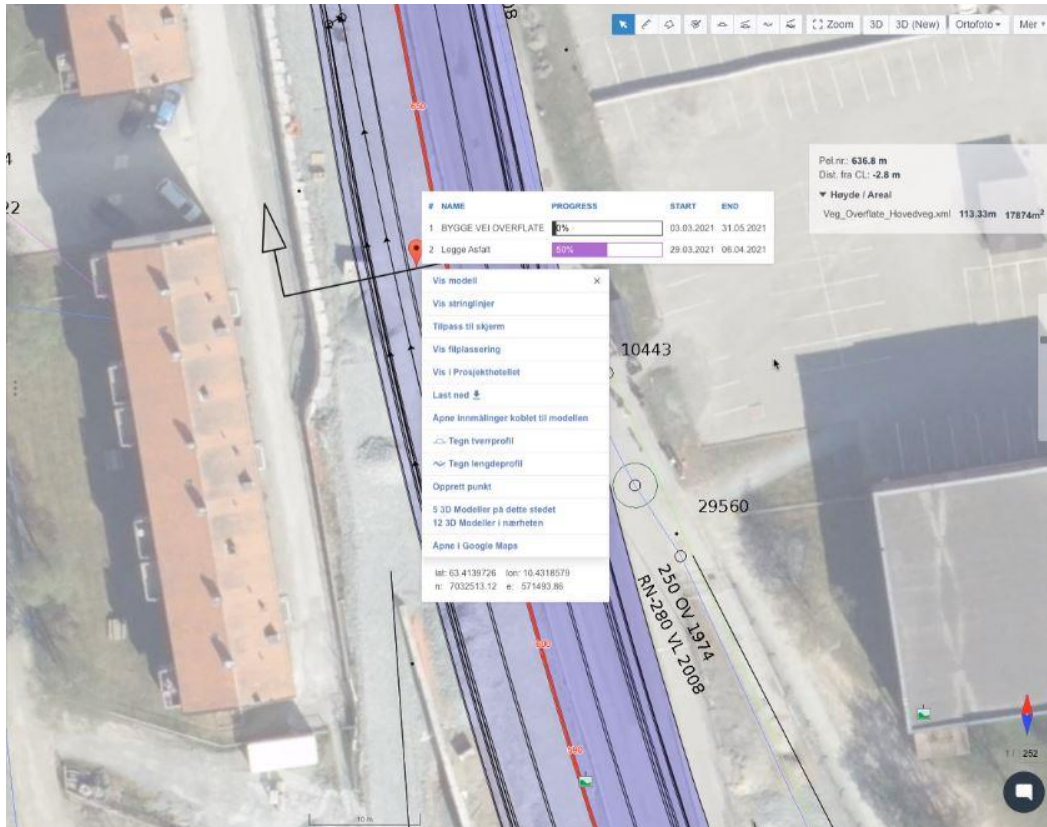 Zoom 3D 3D (New) Ortofoto Mer
Pel nr.: 636.8 m
Dist. fra CL: -2.8 m
Høyde / Areal
Veg_Overflate_Hovedveg.xml 113.33m 17874m²
22
# NAME PROGRESS START END
1 BYGGE VEI OVERFLATE 0% 03.03.2021 31.05.2021
2 Legge Asfalt 50% 29.03.2021 06.04.2021
Vis modell ×
Vis stringlinjer
Tilpass til skjerm
Vis filplassering
Vis i Prosjekthotellet
Last ned
Åpne innmålinger koblet til modellen
Tegn tverrprofil
Tegn lengdeprofil
Opprett punkt
5 3D Modeller på dette stedet
12 3D Modeller i nærheten
Åpne i Google Maps
lat: 63.4139726 lon: 10.4318579
n: 7032513.12 e: 571493.86
10443
29560
250 OV 1974
RN-280 VL 2008
10 m
1 : 252